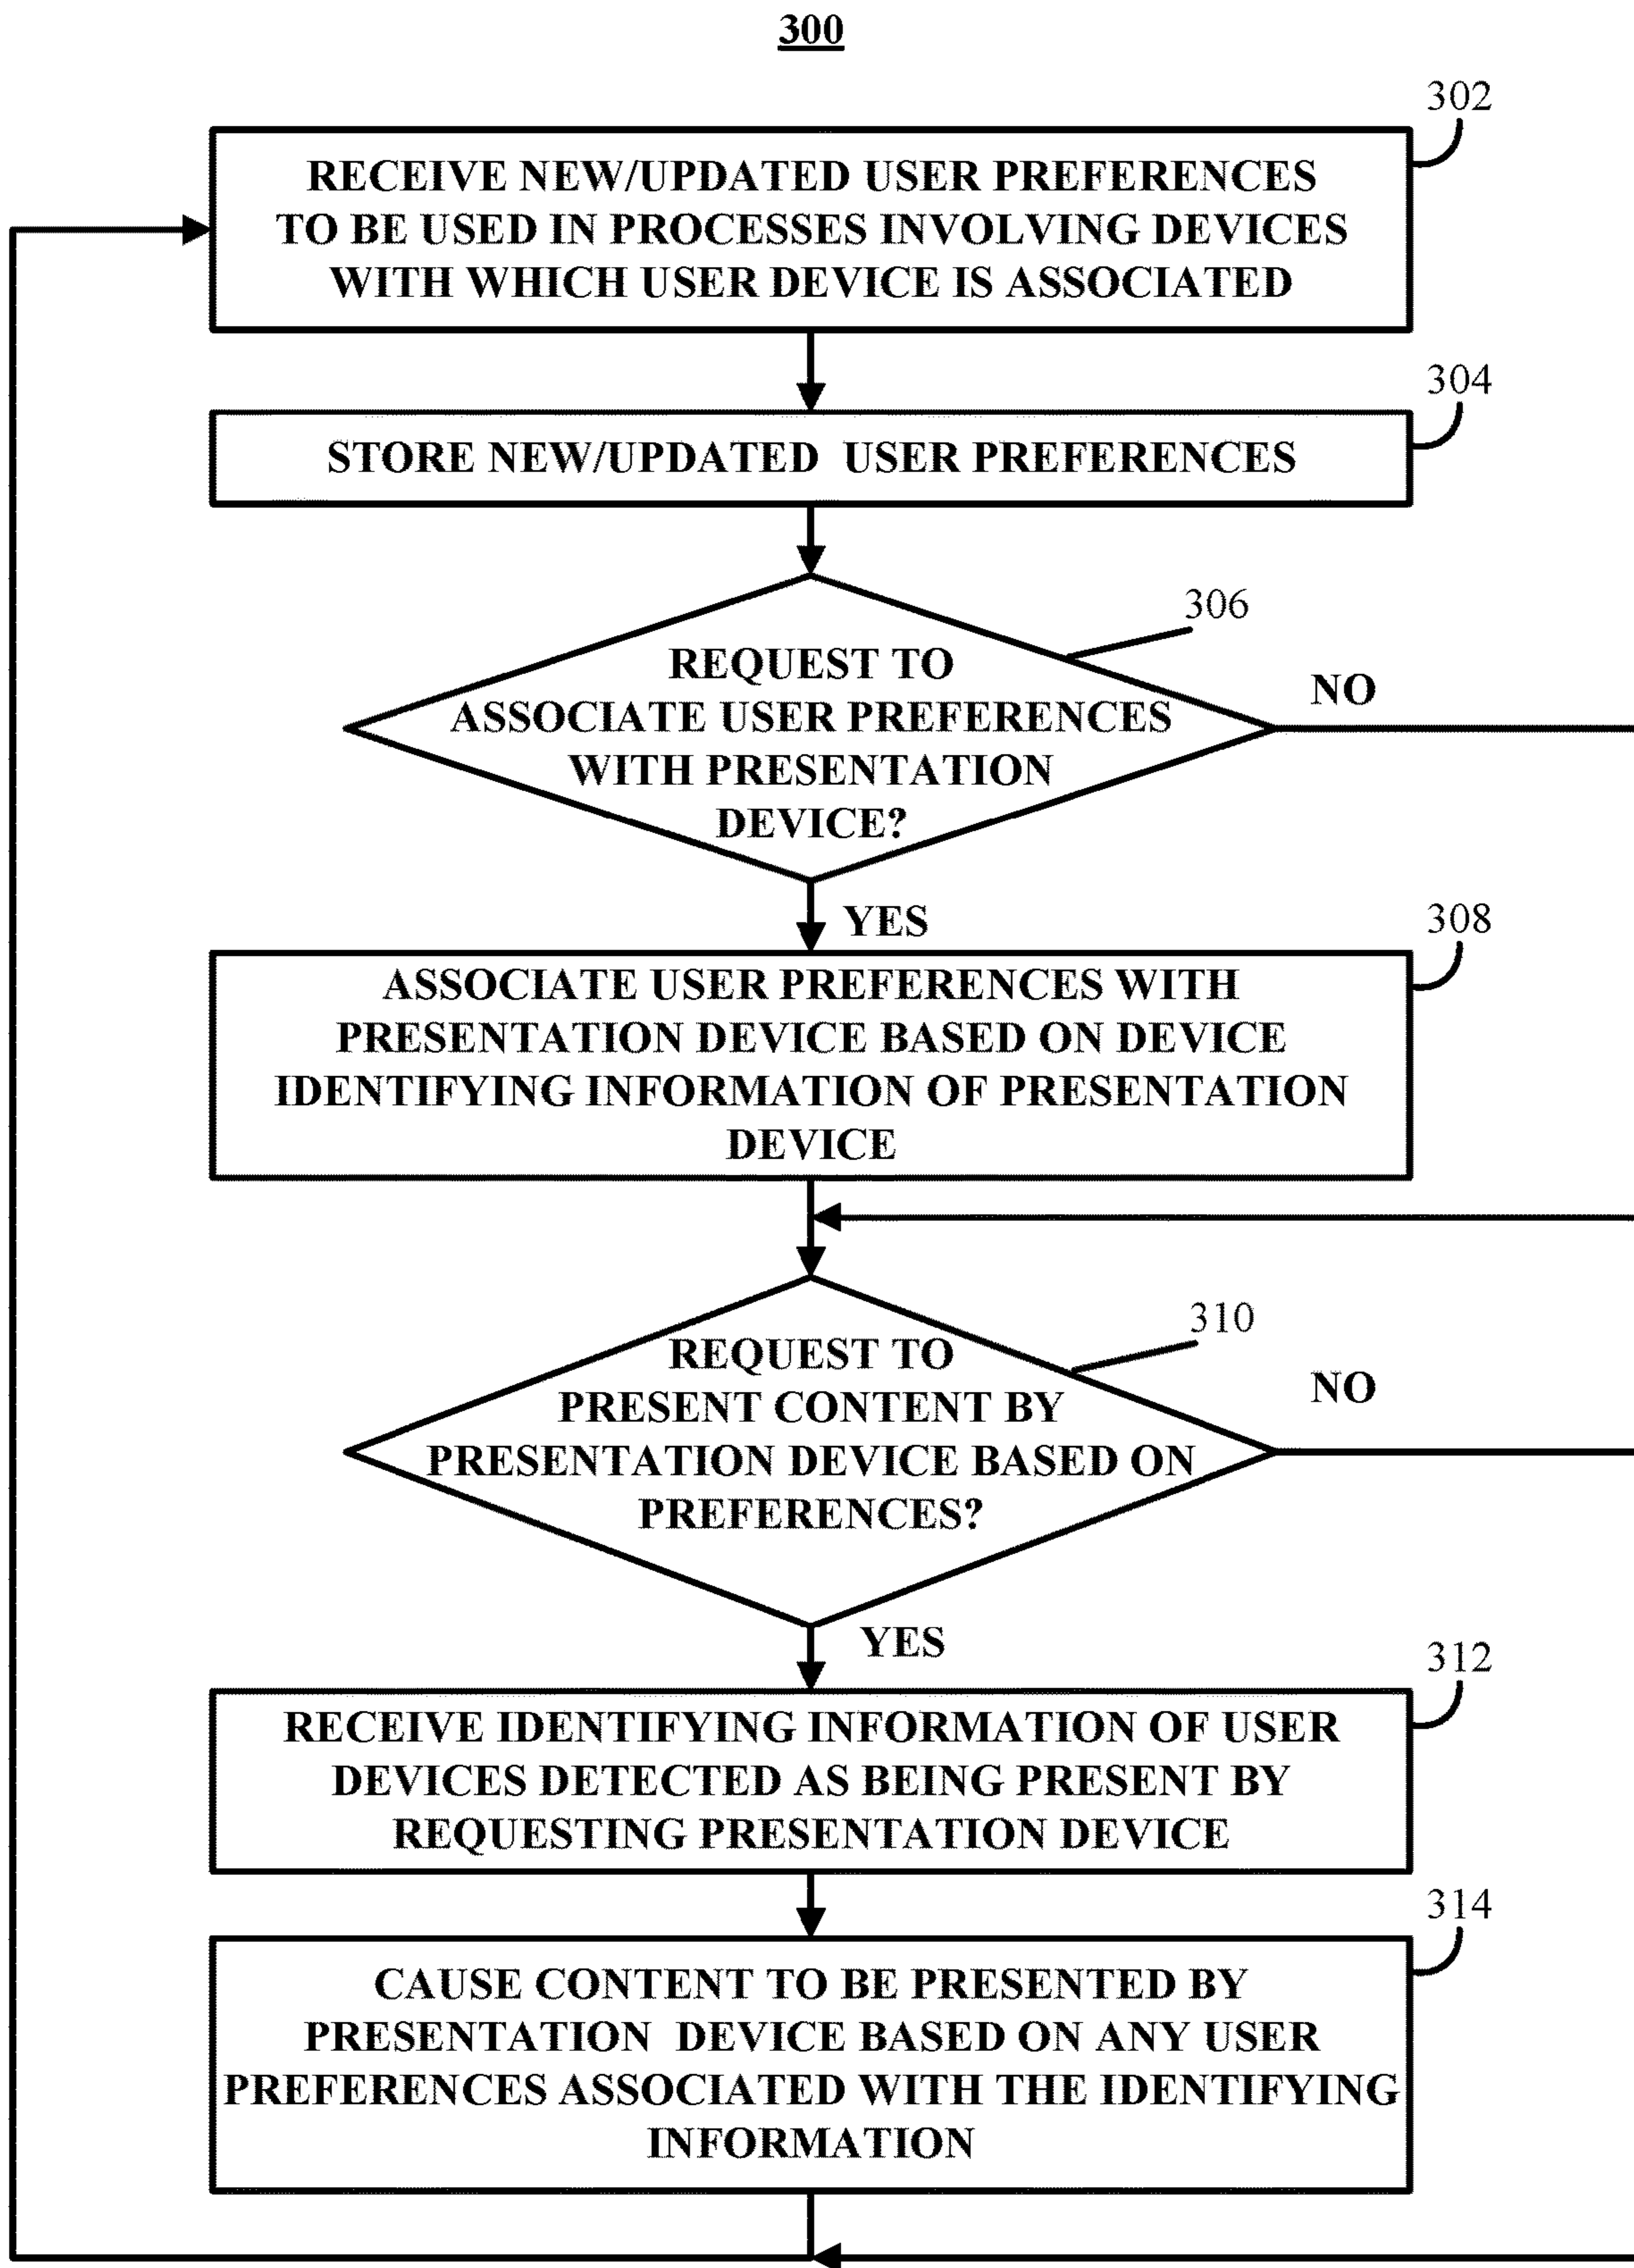 300
302
RECEIVE NEW/UPDATED USER PREFERENCES
TO BE USED IN PROCESSES INVOLVING DEVICES
WITH WHICH USER DEVICE IS ASSOCIATED
304
STORE NEW/UPDATED USER PREFERENCES
306
REQUEST TO
ASSOCIATE USER PREFERENCES
WITH PRESENTATION
DEVICE?
NO
YES
308
ASSOCIATE USER PREFERENCES WITH
PRESENTATION DEVICE BASED ON DEVICE
IDENTIFYING INFORMATION OF PRESENTATION
DEVICE
310
REQUEST TO
PRESENT CONTENT BY
PRESENTATION DEVICE BASED ON
PREFERENCES?
NO
YES
312
RECEIVE IDENTIFYING INFORMATION OF USER
DEVICES DETECTED AS BEING PRESENT BY
REQUESTING PRESENTATION DEVICE
314
CAUSE CONTENT TO BE PRESENTED BY
PRESENTATION DEVICE BASED ON ANY USER
PREFERENCES ASSOCIATED WITH THE IDENTIFYING
INFORMATION